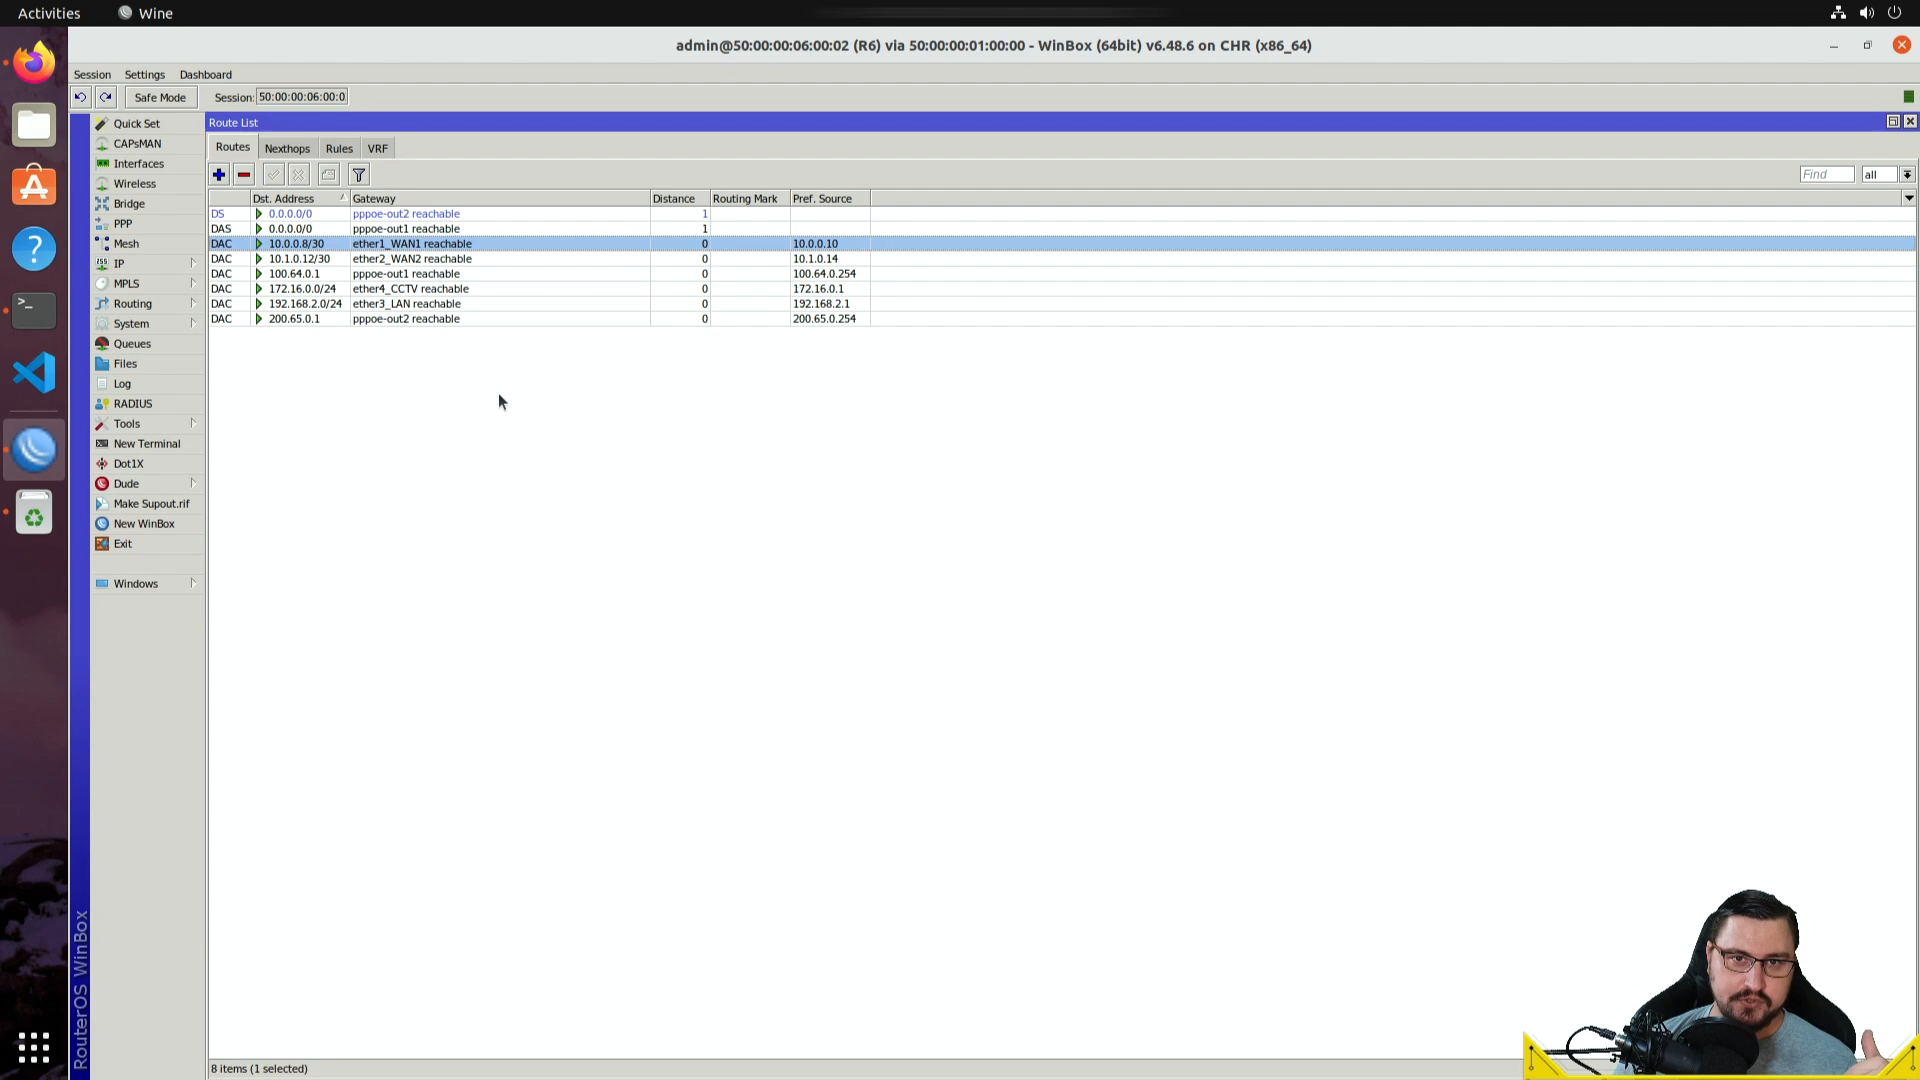 Activities Wine
admin@50:00:00:06:00:02 (R6) via 50:00:00:01:00:00 - WinBox (64bit) v6.48.6 on CHR (x86_64)
Session Settings Dashboard
Safe Mode Session: 50:00:00:06:00:0
Quick Set
CAPsMAN
Interfaces
Wireless
Bridge
PPP
Mesh
IP
MPLS
Routing
System
Queues
Files
Log
RADIUS
Tools
New Terminal
Dot1X
Dude
Make Supout.rif
New WinBox
Exit
Windows
RouterOS WinBox
Route List
Routes Nexthops Rules VRF
Find all
Dst. Address Gateway Distance Routing Mark Pref. Source
DS 0.0.0.0/0 pppoe-out2 reachable 1
DAS 0.0.0.0/0 pppoe-out1 reachable 1
DAC 10.0.0.8/30 ether1_WAN1 reachable 0 10.0.0.10
DAC 10.1.0.12/30 ether2_WAN2 reachable 0 10.1.0.14
DAC 100.64.0.1 pppoe-out1 reachable 0 100.64.0.254
DAC 172.16.0.0/24 ether4_CCTV reachable 0 172.16.0.1
DAC 192.168.2.0/24 ether3_LAN reachable 0 192.168.2.1
DAC 200.65.0.1 pppoe-out2 reachable 0 200.65.0.254
8 items (1 selected)